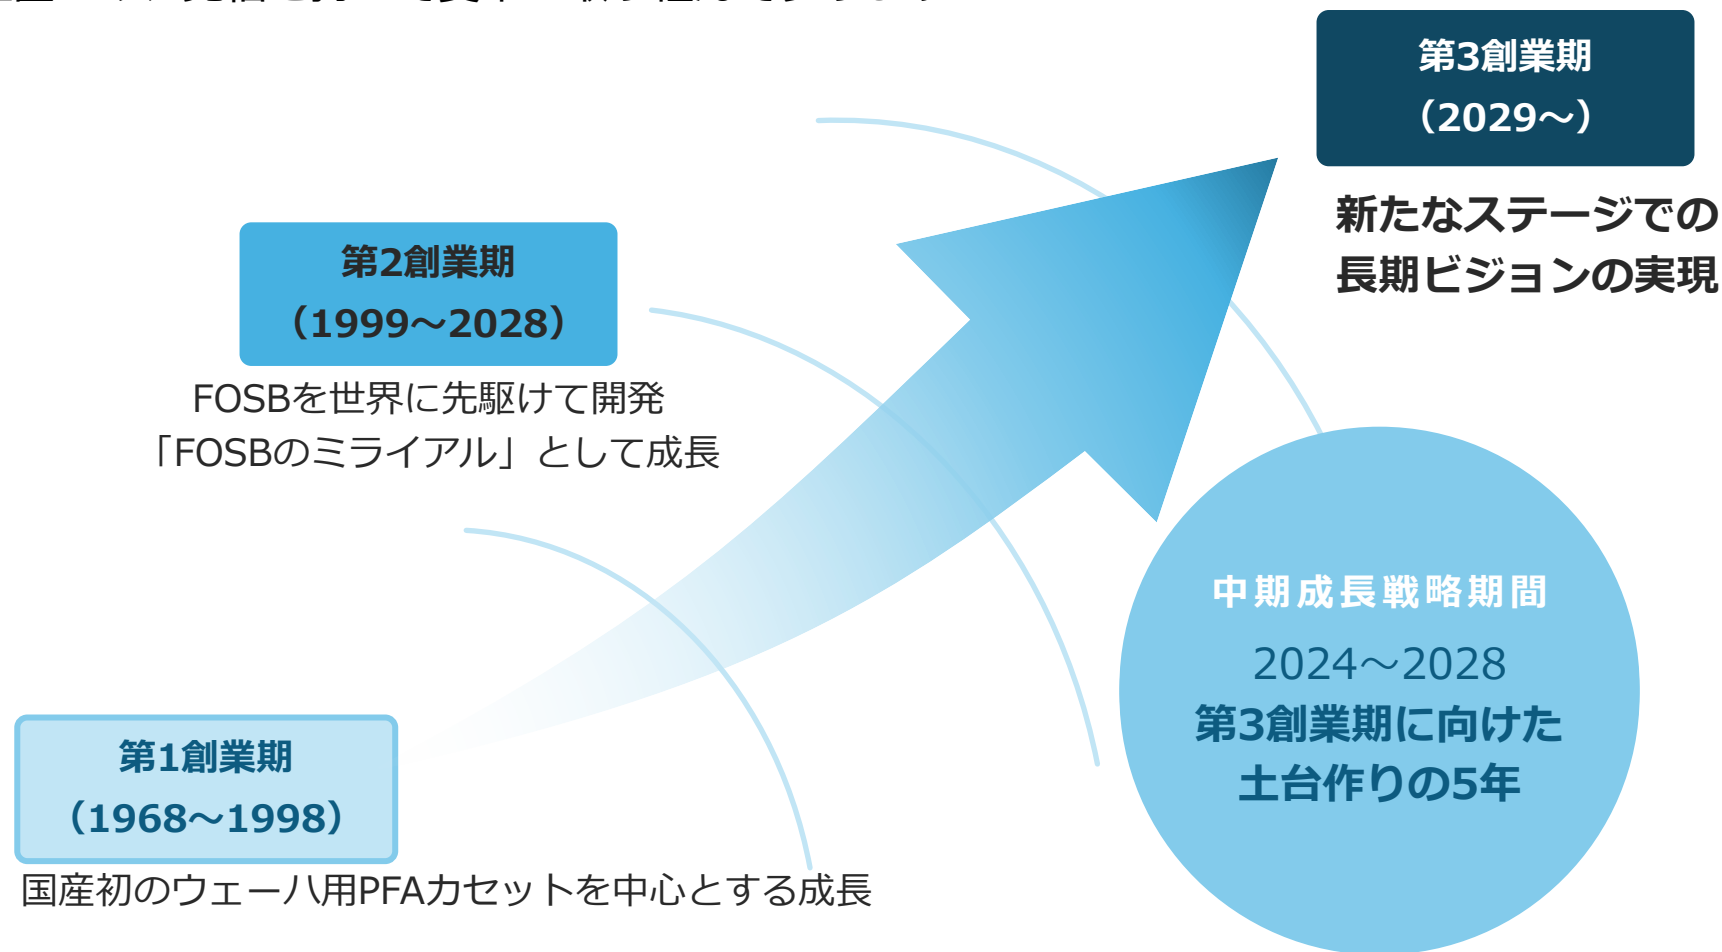 第3創業期
（2029～）
新たなステージでの
長期ビジョンの実現
第2創業期
（1999～2028）
FOSBを世界に先駆けて開発
「FOSBのミライアル」として成長
中期成長戦略期間
2024～2028
第3創業期に向けた
土台作りの5年
第1創業期
（1968～1998）
国産初のウェーハ用PFAカセットを中心とする成長